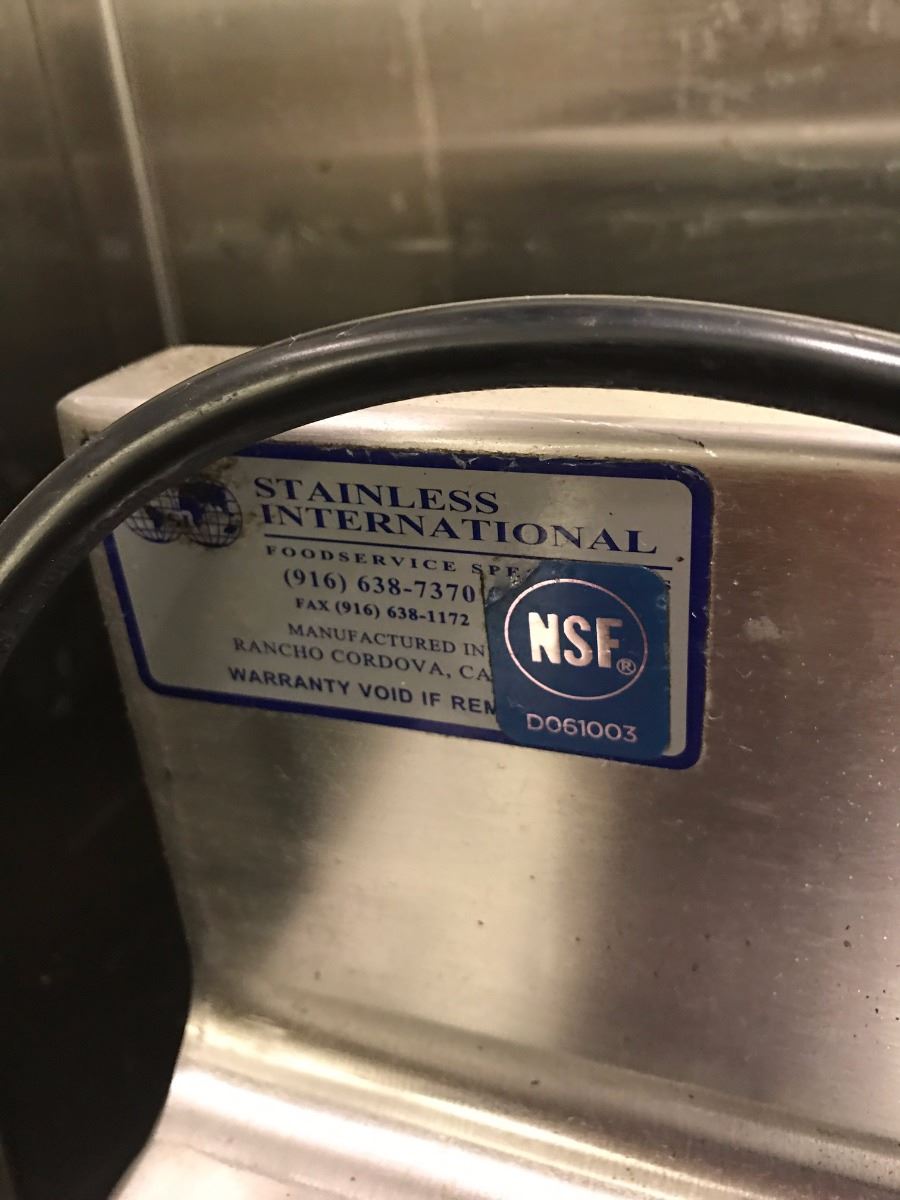 STAINLESS
INTERNATIONAL
FOODSERVICE
(916) 638-7370
FAX (916) 638-1172
MANUFACTURED IN
RANCHO CORDOVA, CA
WARRANTY VOID IF
NSF®
D061003